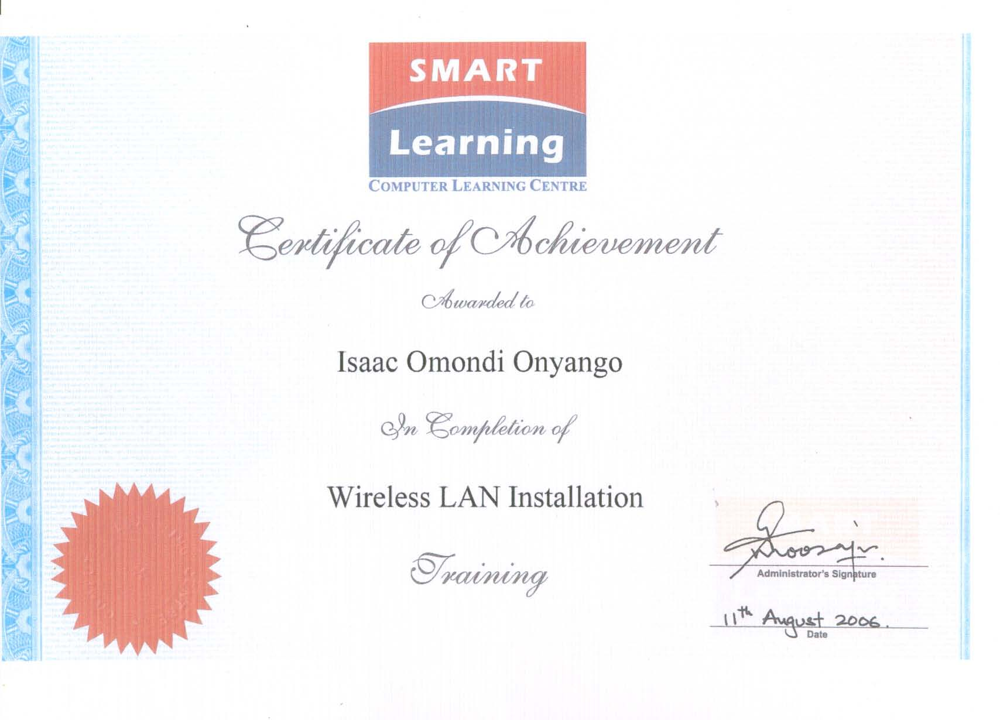 SMART
Learning
COMPUTER LEARNING CENTRE
Certificate of Achievement
Awarded to
Isaac Omondi Onyango
In Completion of
Wireless LAN Installation
Training
Administrator's Signature
11th August 2006.
Date